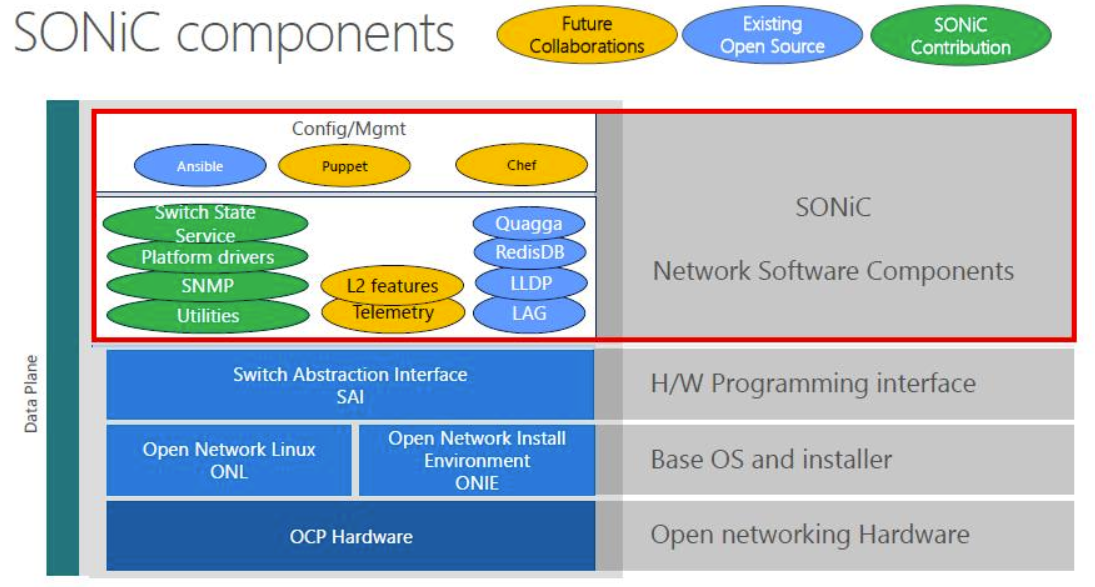 SONiC components
Future
Collaborations
Existing
Open Source
SONiC
Contribution
Config/Mgmt
Ansible
Puppet
Chef
Switch State
Service
Platform drivers
SNMP
Utilities
L2 features
Telemetry
Quagga
RedisDB
LLDP
LAG
SONiC
Network Software Components
Data Plane
Switch Abstraction Interface
SAI
H/W Programming interface
Open Network Linux
ONL
Open Network Install
Environment
ONIE
Base OS and installer
OCP Hardware
Open networking Hardware